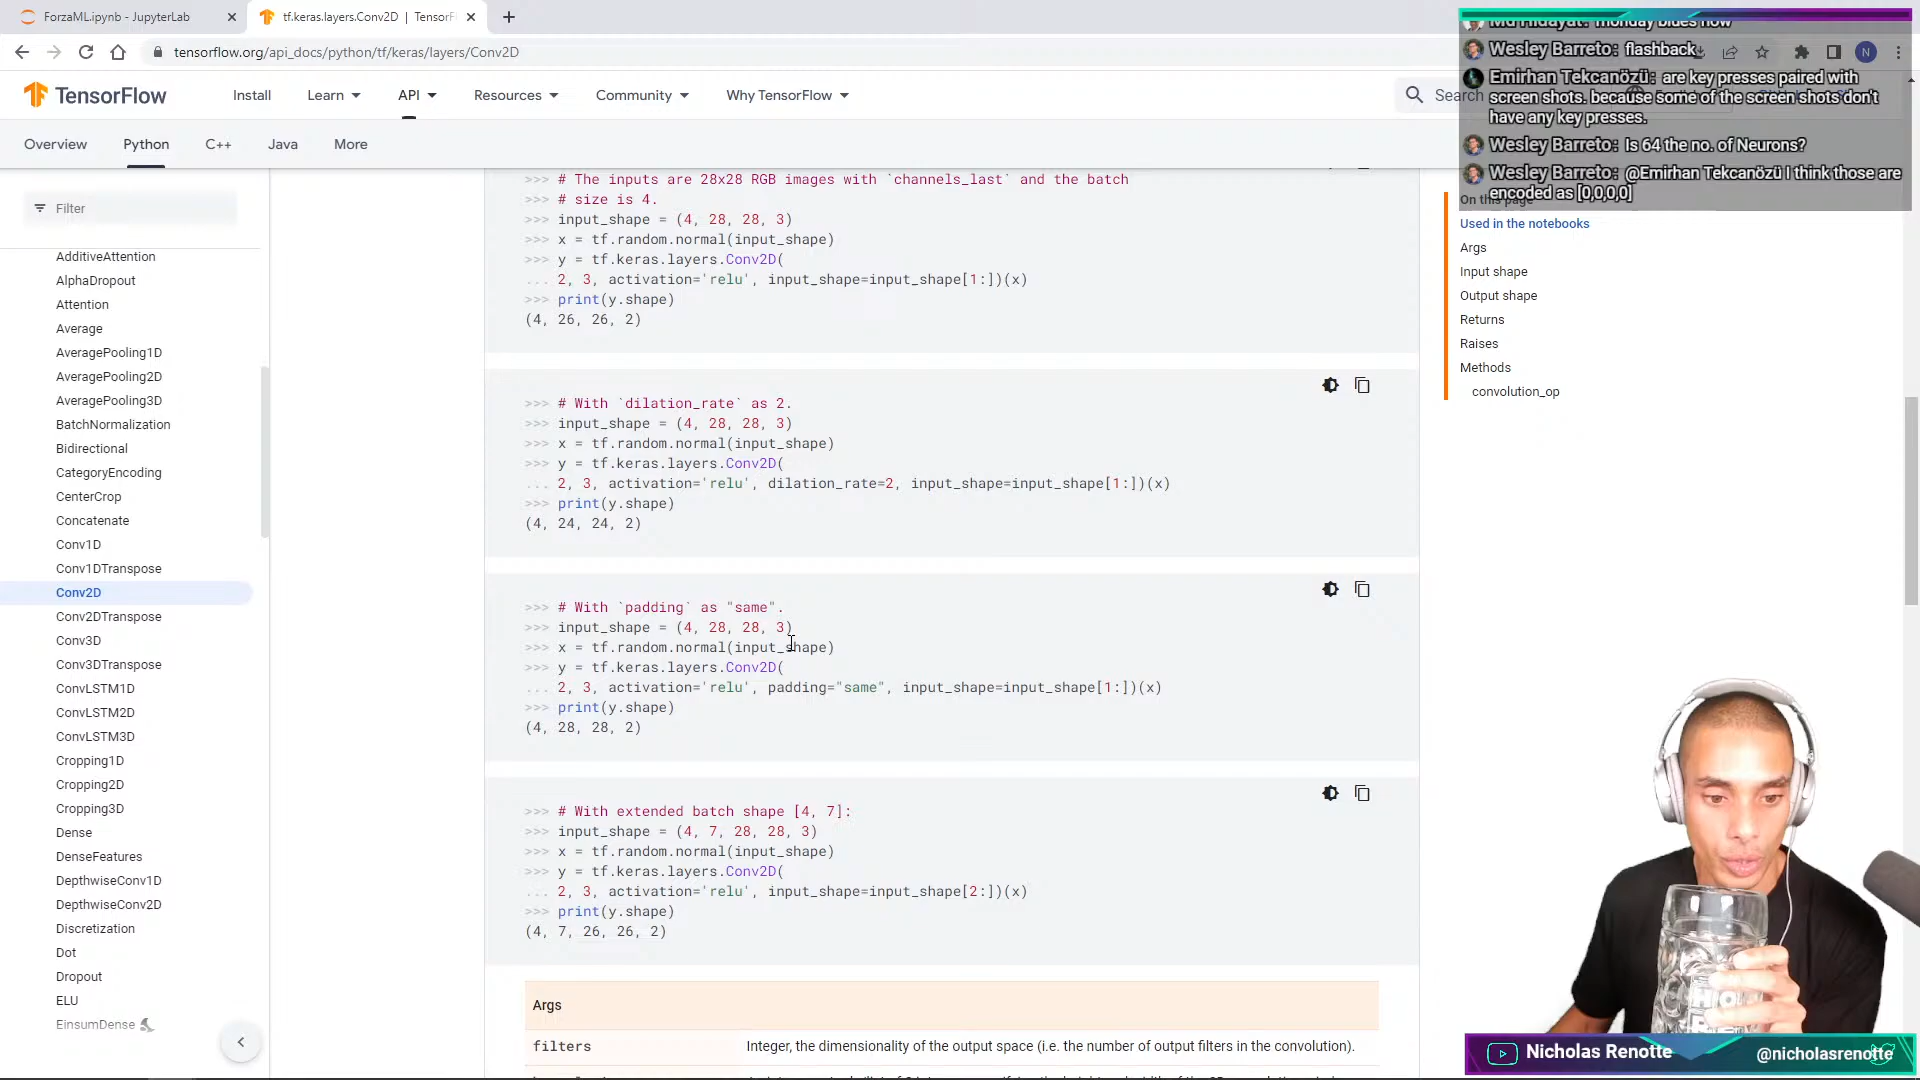 ForzaML.ipynb - JupyterLab
tf.keras.layers.Conv2D | TensorF
tensorflow.org/api_docs/python/tf/keras/layers/Conv2D
N
TensorFlow
Install
Learn
API
Resources
Community
Why TensorFlow
Search
Overview
Python
C++
Java
More
Filter
AdditiveAttention
AlphaDropout
Attention
Average
AveragePooling1D
AveragePooling2D
AveragePooling3D
BatchNormalization
Bidirectional
CategoryEncoding
CenterCrop
Concatenate
Conv1D
Conv1DTranspose
Conv2D
Conv2DTranspose
Conv3D
Conv3DTranspose
ConvLSTM1D
ConvLSTM2D
ConvLSTM3D
Cropping1D
Cropping2D
Cropping3D
Dense
DenseFeatures
DepthwiseConv1D
DepthwiseConv2D
Discretization
Dot
Dropout
ELU
EinsumDense
>>> # The inputs are 28x28 RGB images with `channels_last` and the batch
>>> # size is 4.
>>> input_shape = (4, 28, 28, 3)
>>> x = tf.random.normal(input_shape)
>>> y = tf.keras.layers.Conv2D(
... 2, 3, activation='relu', input_shape=input_shape[1:])(x)
>>> print(y.shape)
(4, 26, 26, 2)
>>> # With `dilation_rate` as 2.
>>> input_shape = (4, 28, 28, 3)
>>> x = tf.random.normal(input_shape)
>>> y = tf.keras.layers.Conv2D(
... 2, 3, activation='relu', dilation_rate=2, input_shape=input_shape[1:])(x)
>>> print(y.shape)
(4, 24, 24, 2)
>>> # With `padding` as "same".
>>> input_shape = (4, 28, 28, 3)
>>> x = tf.random.normal(input_shape)
>>> y = tf.keras.layers.Conv2D(
... 2, 3, activation='relu', padding="same", input_shape=input_shape[1:])(x)
>>> print(y.shape)
(4, 28, 28, 2)
>>> # With extended batch shape [4, 7]:
>>> input_shape = (4, 7, 28, 28, 3)
>>> x = tf.random.normal(input_shape)
>>> y = tf.keras.layers.Conv2D(
... 2, 3, activation='relu', input_shape=input_shape[2:])(x)
>>> print(y.shape)
(4, 7, 26, 26, 2)
Args
filters
Integer, the dimensionality of the output space (i.e. the number of output filters in the convolution).
Md Hidayat: monday blues now
Wesley Barreto: flashback
Emirhan Tekcanözü: are key presses paired with
screen shots. because some of the screen shots don't
have any key presses.
Wesley Barreto: Is 64 the no. of Neurons?
Wesley Barreto: @Emirhan Tekcanözü I think those are
encoded as [0,0,0,0]
On this page
Used in the notebooks
Args
Input shape
Output shape
Returns
Raises
Methods
convolution_op
Nicholas Renotte
@nicholasrenotte